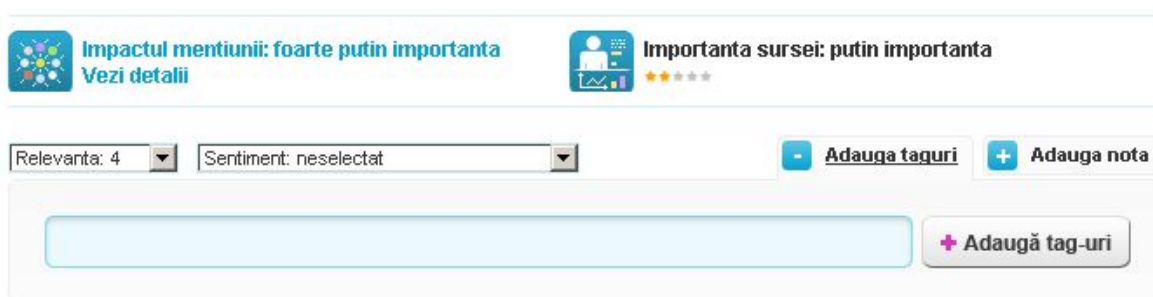 Impactul mentiunii: foarte putin importanta
Vezi detalii
Importanta sursei: putin importanta
Relevanta: 4
Sentiment: neselectat
- Adauga taguri
+ Adauga nota
+ Adaugă tag-uri